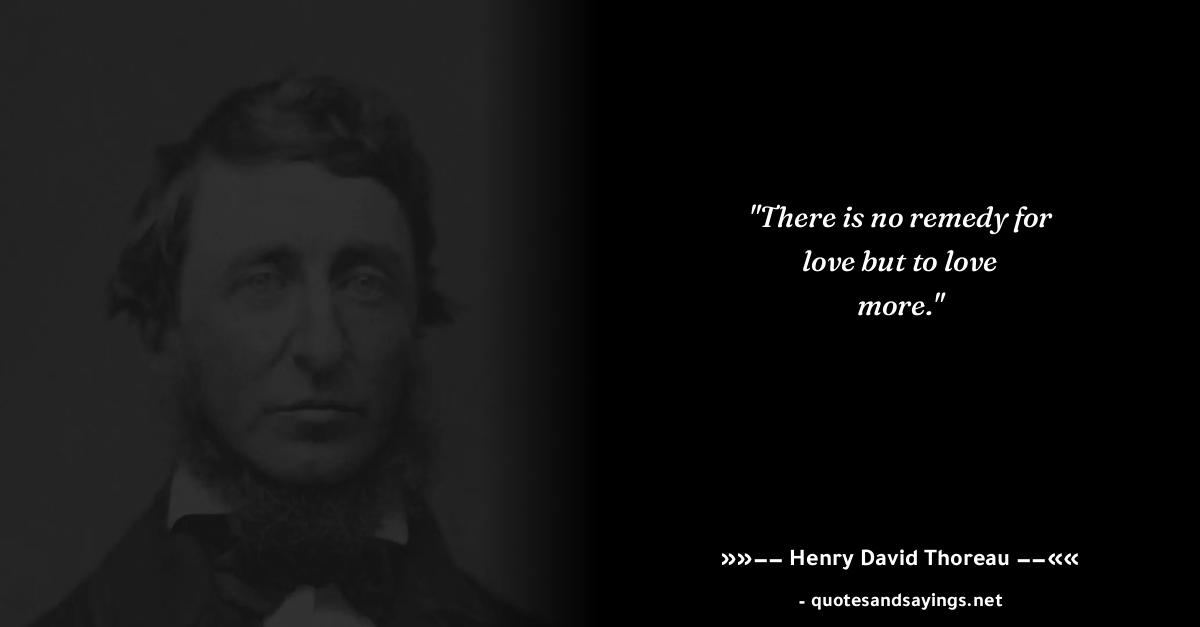 "There is no remedy for
love but to love
more."
»»−− Henry David Thoreau −−««
- quotesandsayings.net